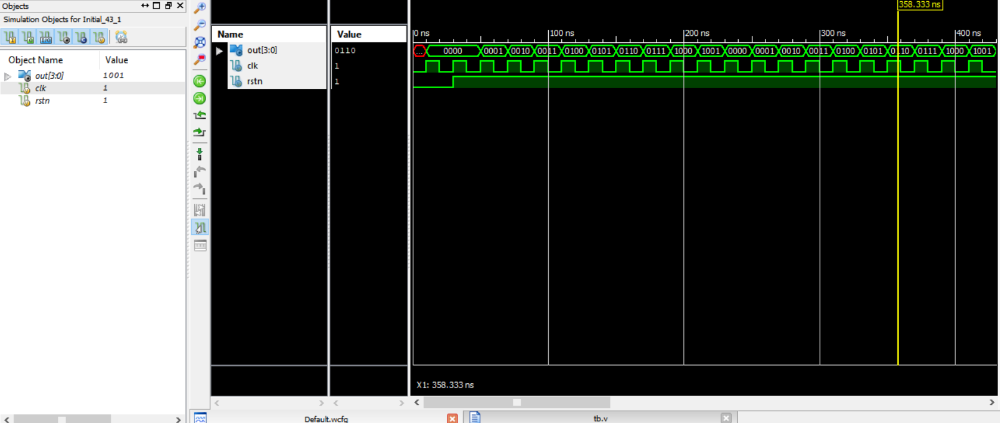 Objects
Simulation Objects for Initial_43_1
Object Name Value
out[3:0] 1001
clk 1
rstn 1
Name Value
out[3:0] 0110
clk 1
rstn 1
358.333 ns
0 ns 100 ns 200 ns 300 ns 400 ns
... 0000 0001 0010 0011 0100 0101 0110 0111 1000 1001 0000 0001 0010 0011 0100 0101 0110 0111 1000 1001
X1: 358.333 ns
Default.wcfg tb.v